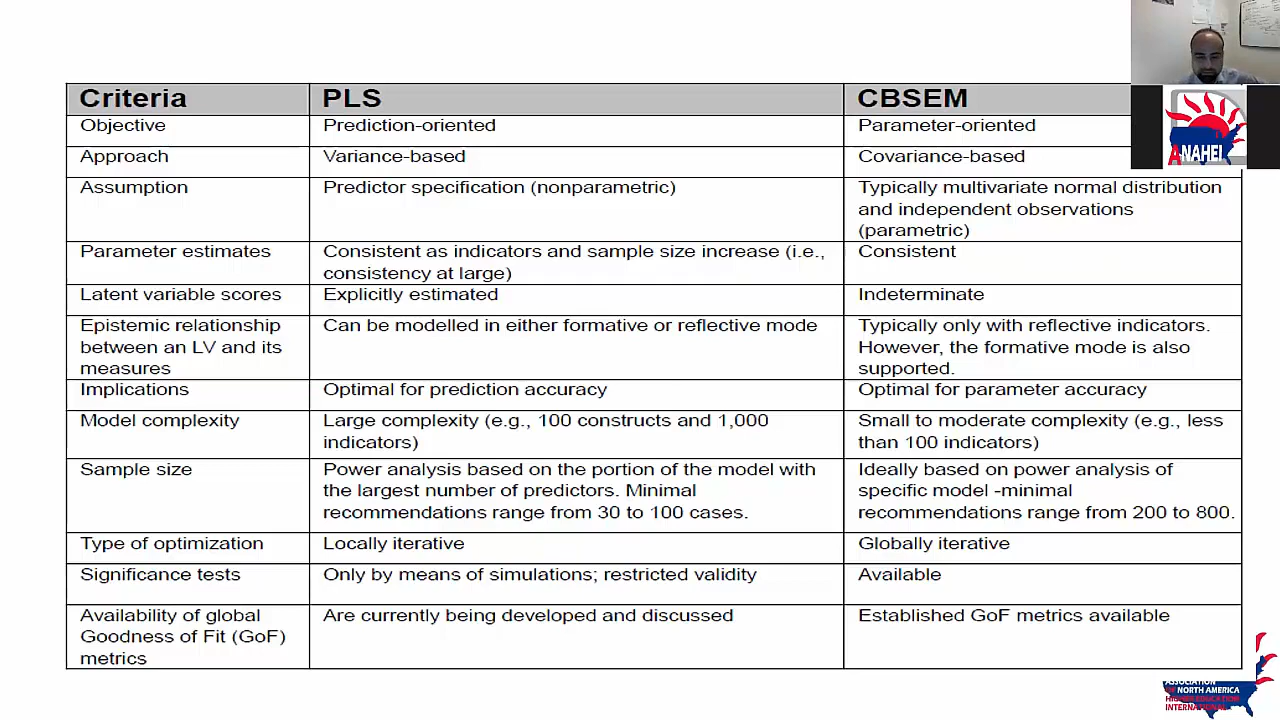 Criteria PLS CBSEM
Objective Prediction-oriented Parameter-oriented
Approach Variance-based Covariance-based
Assumption Predictor specification (nonparametric) Typically multivariate normal distribution
and independent observations
(parametric)
Parameter estimates Consistent as indicators and sample size increase (i.e., Consistent
consistency at large)
Latent variable scores Explicitly estimated Indeterminate
Epistemic relationship Can be modelled in either formative or reflective mode Typically only with reflective indicators.
between an LV and its However, the formative mode is also
measures supported.
Implications Optimal for prediction accuracy Optimal for parameter accuracy
Model complexity Large complexity (e.g., 100 constructs and 1,000 Small to moderate complexity (e.g., less
indicators) than 100 indicators)
Sample size Power analysis based on the portion of the model with Ideally based on power analysis of
the largest number of predictors. Minimal specific model -minimal
recommendations range from 30 to 100 cases. recommendations range from 200 to 800.
Type of optimization Locally iterative Globally iterative
Significance tests Only by means of simulations; restricted validity Available
Availability of global Are currently being developed and discussed Established GoF metrics available
Goodness of Fit (GoF)
metrics
ANAHEI
ASSOCIATION
OF NORTH AMERICA
HIGHER EDUCATION
INTERNATIONAL